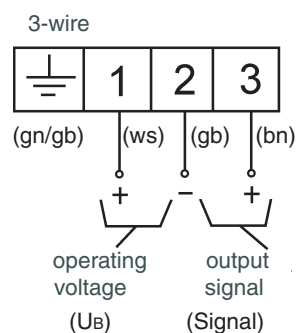 3-wire
1 2 3
(gn/gb) (ws) (gb) (bn)
+ − +
operating output
voltage signal
(UB) (Signal)